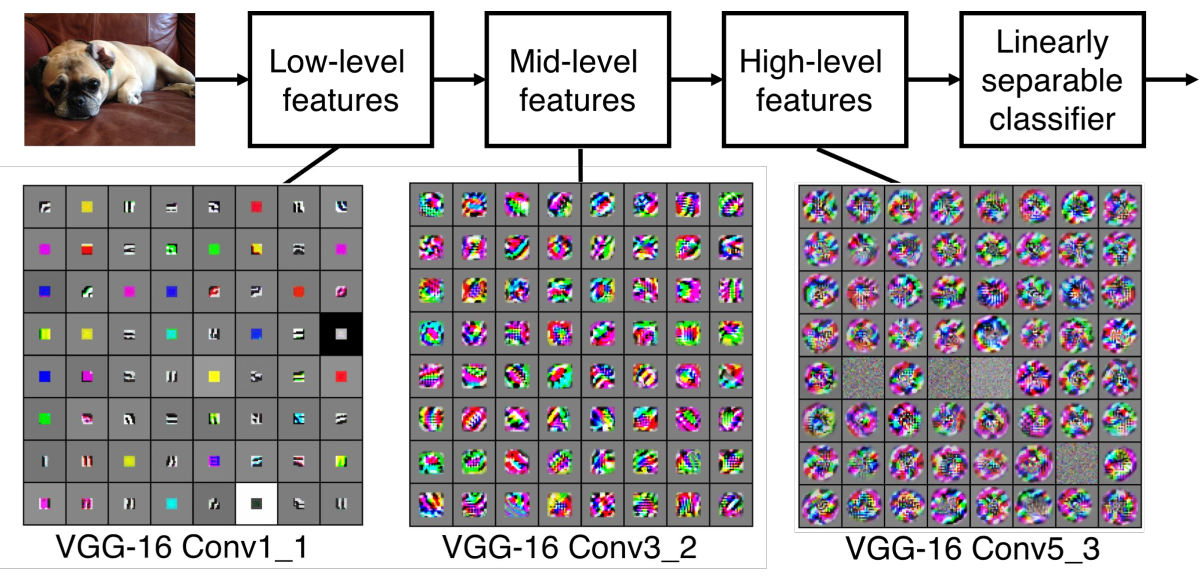 Low-level
features
Mid-level
features
High-level
features
Linearly
separable
classifier
VGG-16 Conv1_1
VGG-16 Conv3_2
VGG-16 Conv5_3